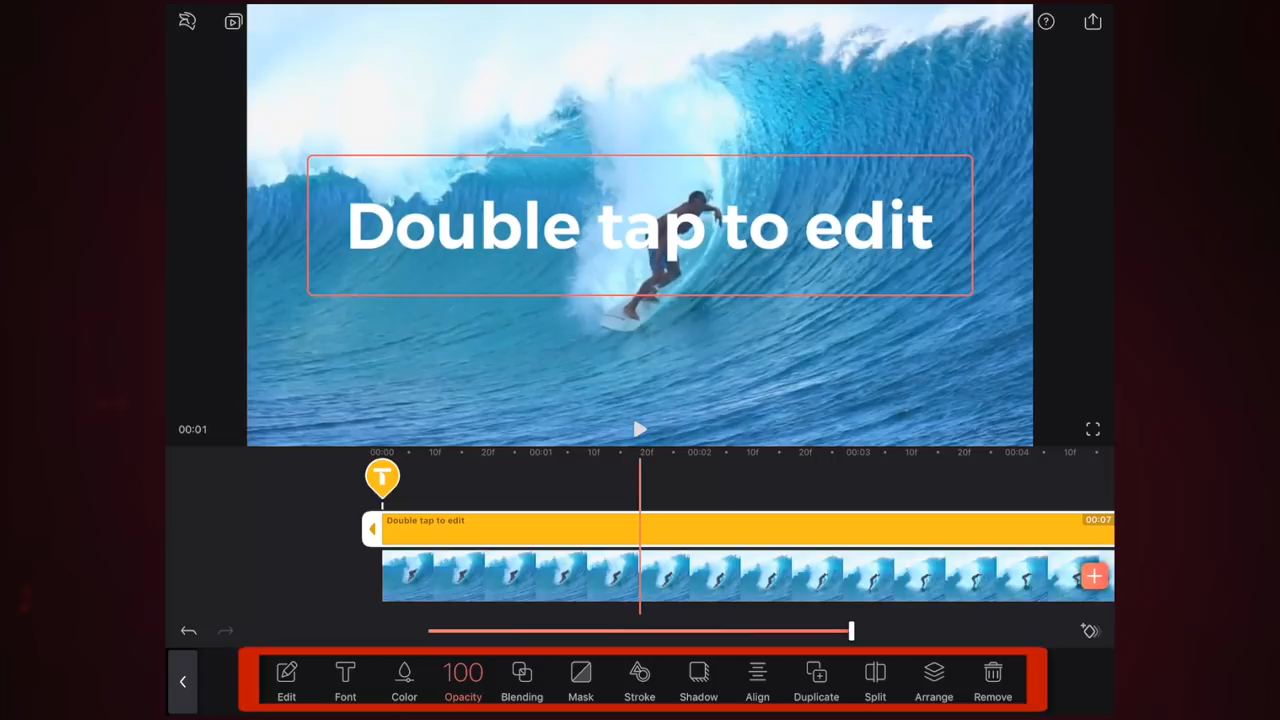 Double tap to edit
00:01
00:00 10f 20f 00:01 10f 20f 00:02 10f 20f 00:03 10f 20f 00:04 10f
T
Double tap to edit 00:07
100
Edit Font Color Opacity Blending Mask Stroke Shadow Align Duplicate Split Arrange Remove